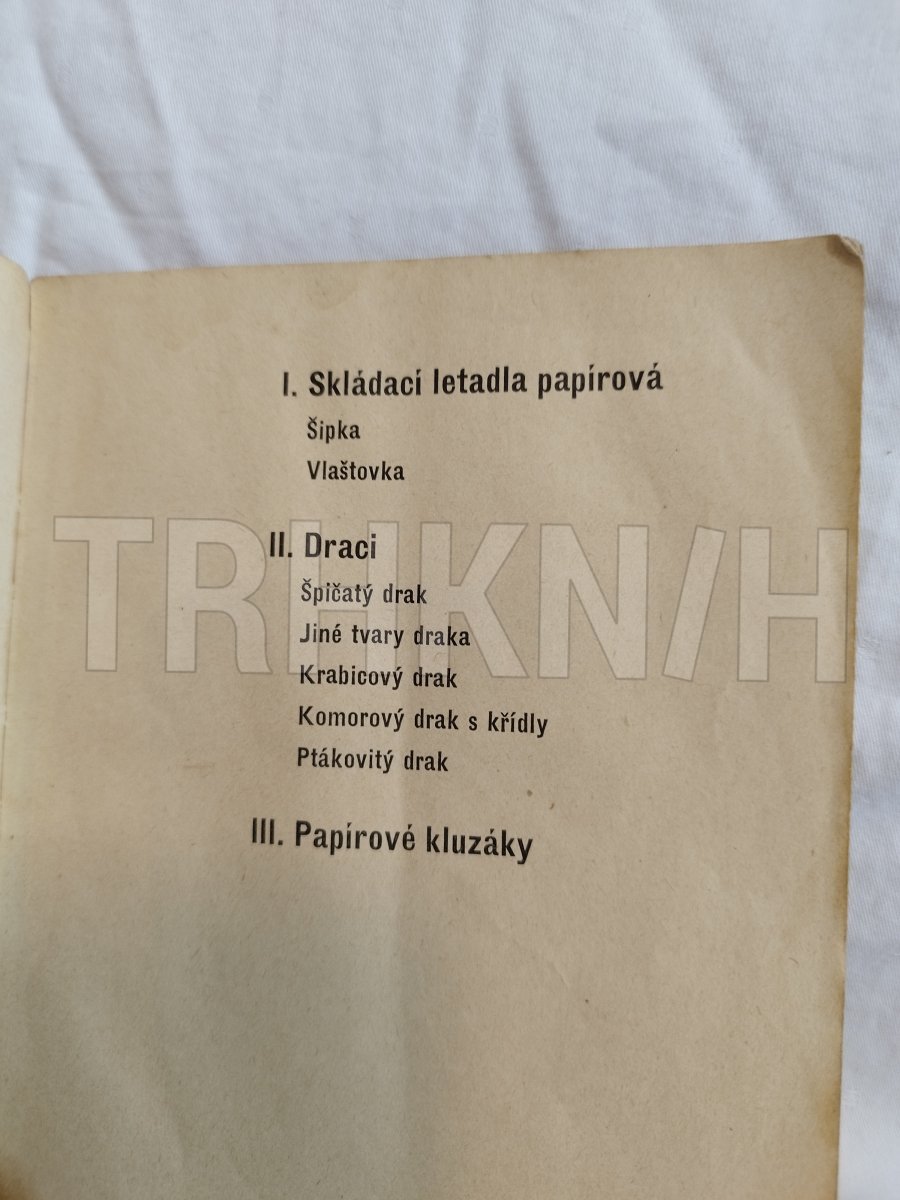 I. Skládací letadla papírová
Šipka
Vlaštovka
II. Draci
Špičatý drak
Jiné tvary draka
Krabicový drak
Komorový drak s křídly
Ptákovitý drak
III. Papírové kluzáky
TRHKN/H